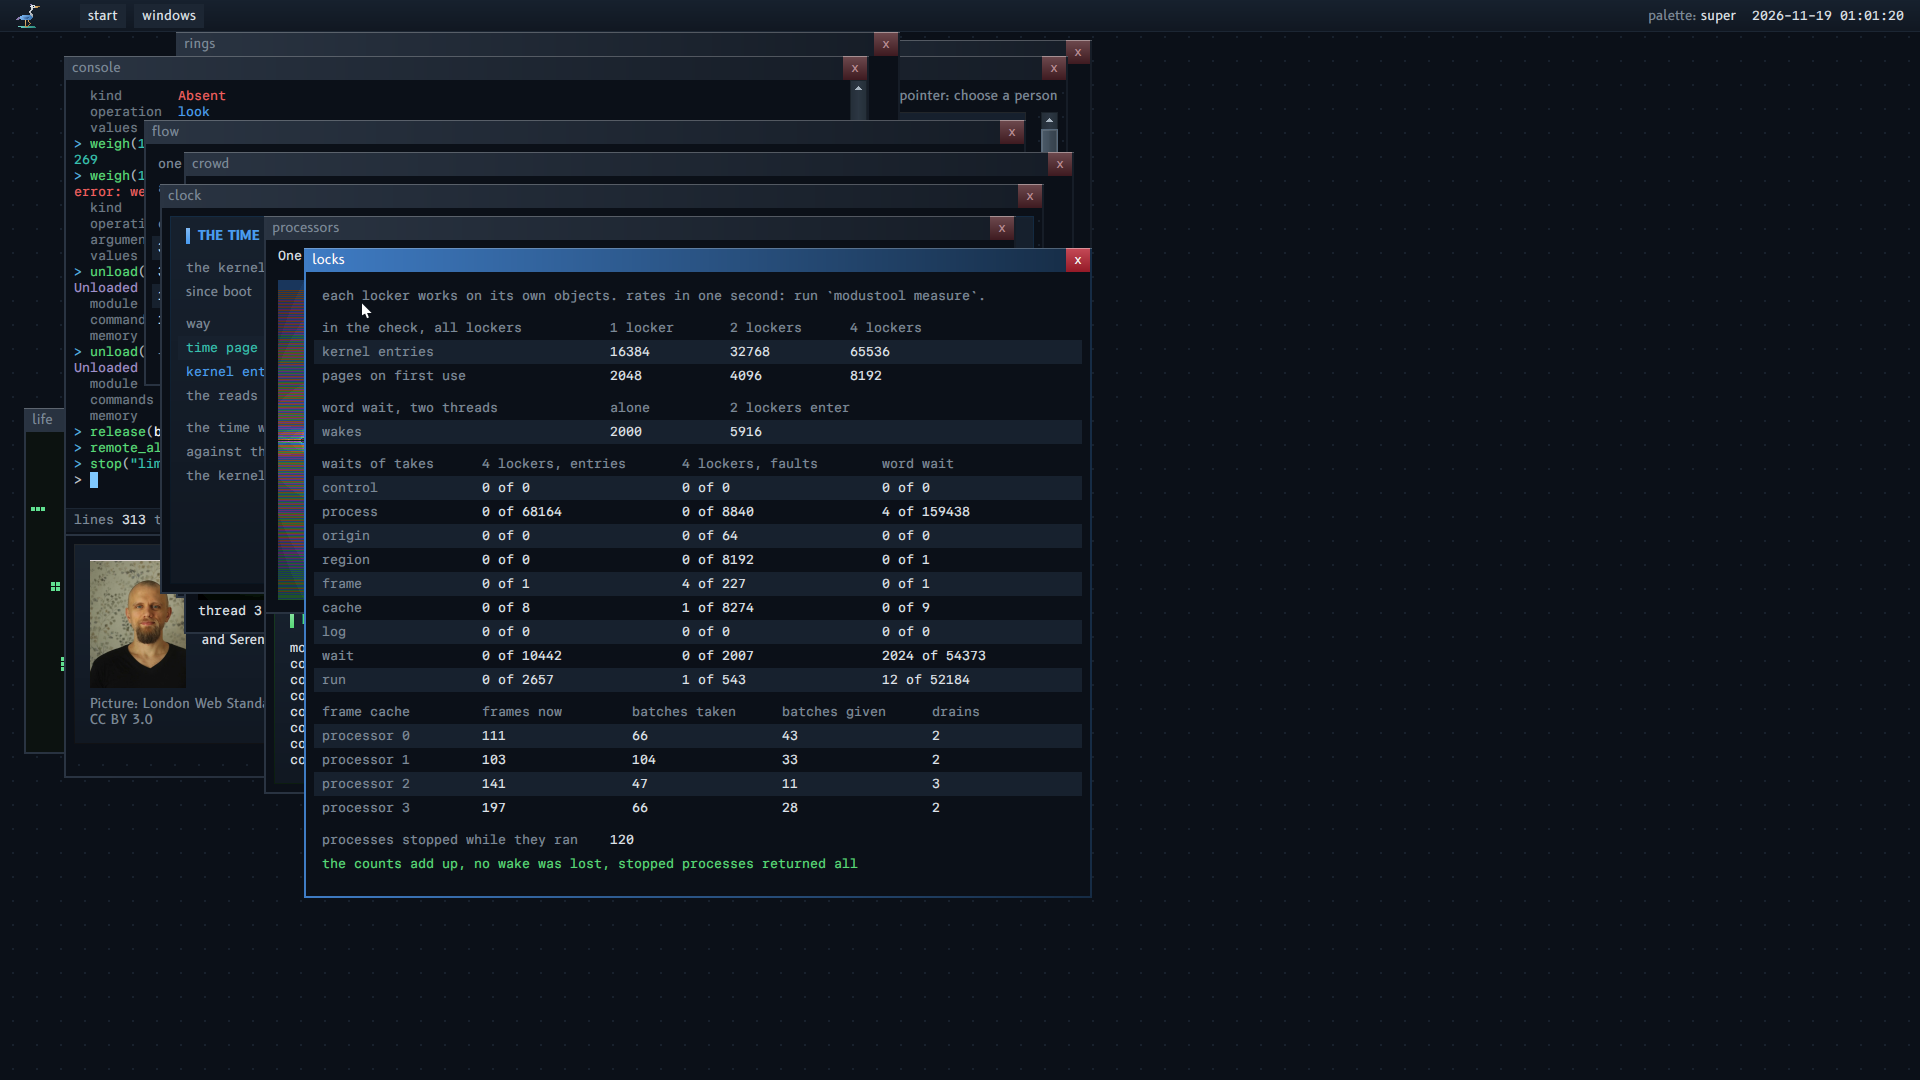 start windows palette: super 2026-11-19 01:01:20
rings x
x
console x
x
kind Absent
pointer: choose a person
operation look
values
flow x
> weigh(1
269
one
crowd x
> weigh(1
error: we
clock x
kind
operati
processors x
THE TIME
argumen
values
One
locks x
the kernel
> unload(
Unloaded
since boot
module
command
memory
way
time page
> unload(
Unloaded
kernel ent
module
the reads
commands
memory
life
the time w
> release(b
> remote_al
against th
> stop("lim
the kernel
>
lines 313 t
each locker works on its own objects. rates in one second: run `modustool measure`.
in the check, all lockers 1 locker 2 lockers 4 lockers
kernel entries 16384 32768 65536
pages on first use 2048 4096 8192
word wait, two threads alone 2 lockers enter
wakes 2000 5916
waits of takes 4 lockers, entries 4 lockers, faults word wait
control 0 of 0 0 of 0 0 of 0
process 0 of 68164 0 of 8840 4 of 159438
origin 0 of 0 0 of 64 0 of 0
region 0 of 0 0 of 8192 0 of 1
frame 0 of 1 4 of 227 0 of 1
cache 0 of 8 1 of 8274 0 of 9
log 0 of 0 0 of 0 0 of 0
wait 0 of 10442 0 of 2007 2024 of 54373
run 0 of 2657 1 of 543 12 of 52184
frame cache frames now batches taken batches given drains
processor 0 111 66 43 2
processor 1 103 104 33 2
processor 2 141 47 11 3
processor 3 197 66 28 2
processes stopped while they ran 120
the counts add up, no wake was lost, stopped processes returned all
thread 3
and Seren
mo
co
co
co
co
co
co
co
Picture: London Web Standa
CC BY 3.0